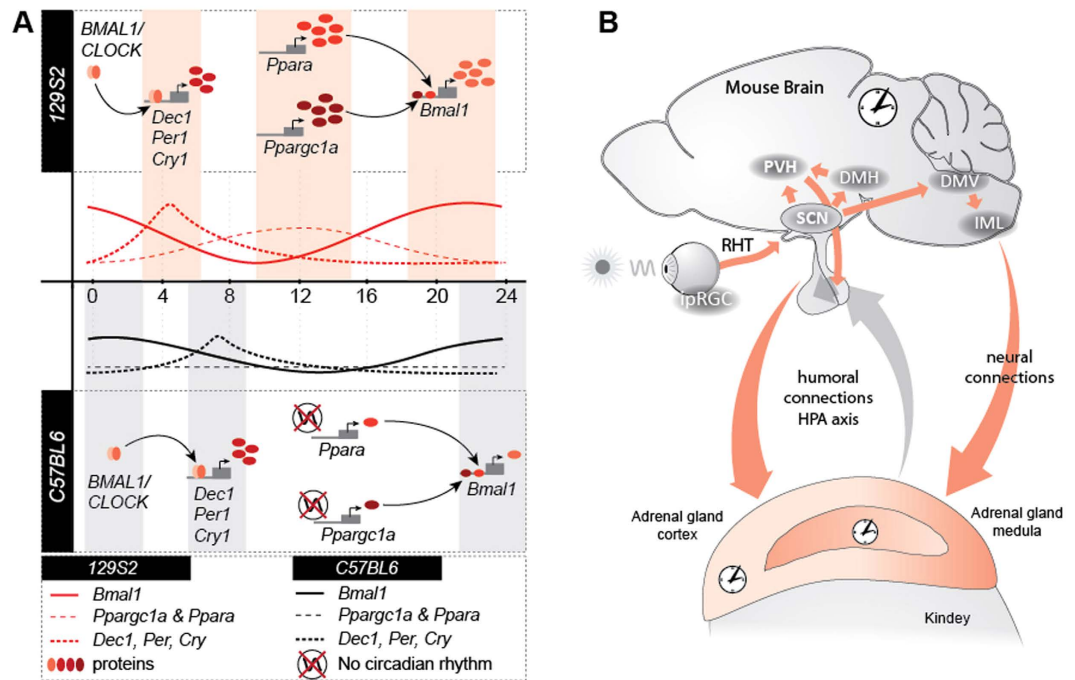 A
129S2
BMAL1/
CLOCK
Dec1
Per1
Cry1
Ppara
Ppargc1a
Bmal1
0 4 6 8 12 16 20 24
C57BL6
BMAL1/
CLOCK
Dec1
Per1
Cry1
Ppara
Ppargc1a
Bmal1
129S2
Bmal1
Ppargc1a & Ppara
Dec1, Per, Cry
proteins
C57BL6
Bmal1
Ppargc1a & Ppara
Dec1, Per, Cry
No circadian rhythm
B
Mouse Brain
PVH
DMH
DMV
SCN
IML
RHT
ipRGC
humoral
connections
HPA axis
neural
connections
Adrenal gland
cortex
Adrenal gland
medula
Kindey